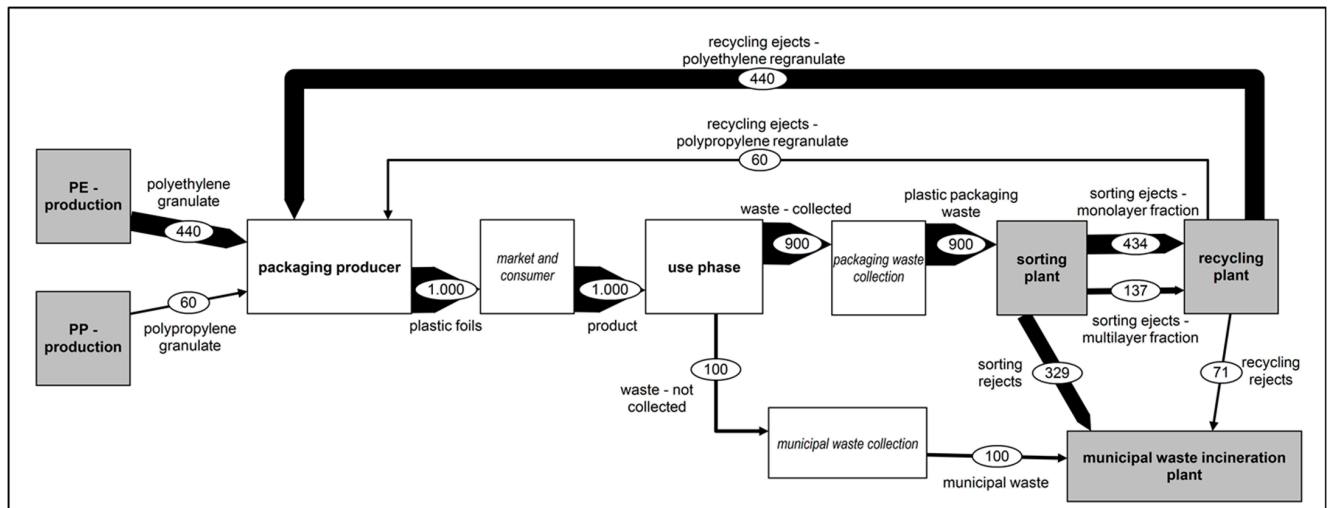 recycling ejects -
polyethylene regranulate
440
recycling ejects -
polypropylene regranulate
60
PE -
production
polyethylene
granulate
440
PP -
production
60
polypropylene
granulate
packaging producer
1.000
plastic foils
market and
consumer
1.000
product
use phase
waste - collected
900
packaging waste
collection
plastic packaging
waste
900
sorting
plant
sorting ejects -
monolayer fraction
434
137
sorting ejects -
multilayer fraction
recycling
plant
waste - not
collected
100
municipal waste collection
100
municipal waste
sorting
rejects
329
71
recycling
rejects
municipal waste incineration
plant